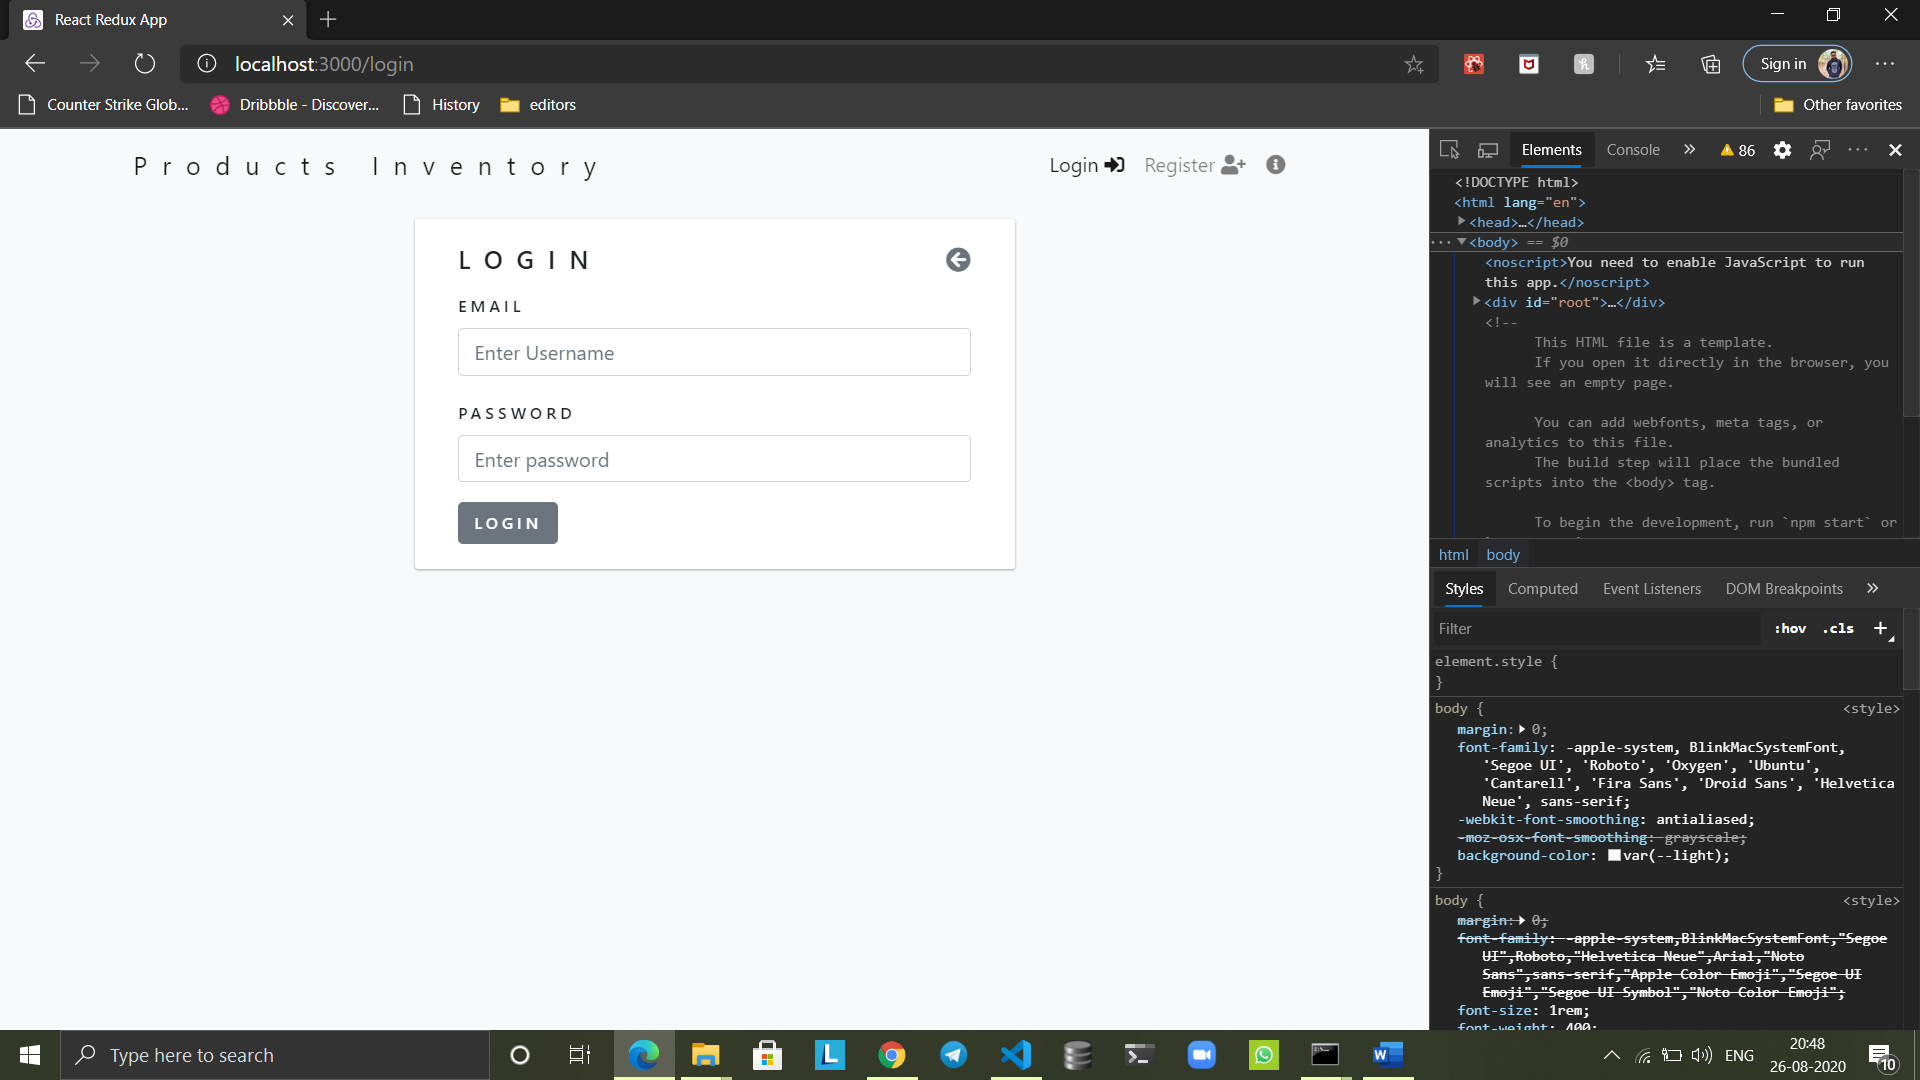 React Redux App
localhost:3000/login
Sign in
Counter Strike Glob...
Dribbble - Discover...
History
editors
Other favorites
Products Inventory
Login
Register
LOGIN
EMAIL
Enter Username
PASSWORD
Enter password
LOGIN
Elements
Console
86
<!DOCTYPE html>
<html lang="en">
<head>…</head>
<body> == $0
<noscript>You need to enable JavaScript to run
this app.</noscript>
<div id="root">…</div>
<!--
This HTML file is a template.
If you open it directly in the browser, you
will see an empty page.
You can add webfonts, meta tags, or
analytics to this file.
The build step will place the bundled
scripts into the <body> tag.
To begin the development, run `npm start` or
html body
Styles
Computed
Event Listeners
DOM Breakpoints
Filter
:hov
.cls
element.style {
}
body {
<style>
margin: 0;
font-family: -apple-system, BlinkMacSystemFont,
'Segoe UI', 'Roboto', 'Oxygen', 'Ubuntu',
'Cantarell', 'Fira Sans', 'Droid Sans', 'Helvetica
Neue', sans-serif;
-webkit-font-smoothing: antialiased;
-moz-osx-font-smoothing: grayscale;
background-color: var(--light);
}
body {
<style>
margin: 0;
font-family: -apple-system,BlinkMacSystemFont,"Segoe
UI",Roboto,"Helvetica Neue",Arial,"Noto
Sans",sans-serif,"Apple Color Emoji","Segoe UI
Emoji","Segoe UI Symbol","Noto Color Emoji";
font-size: 1rem;
font-weight: 400;
Type here to search
ENG
20:48
26-08-2020
10